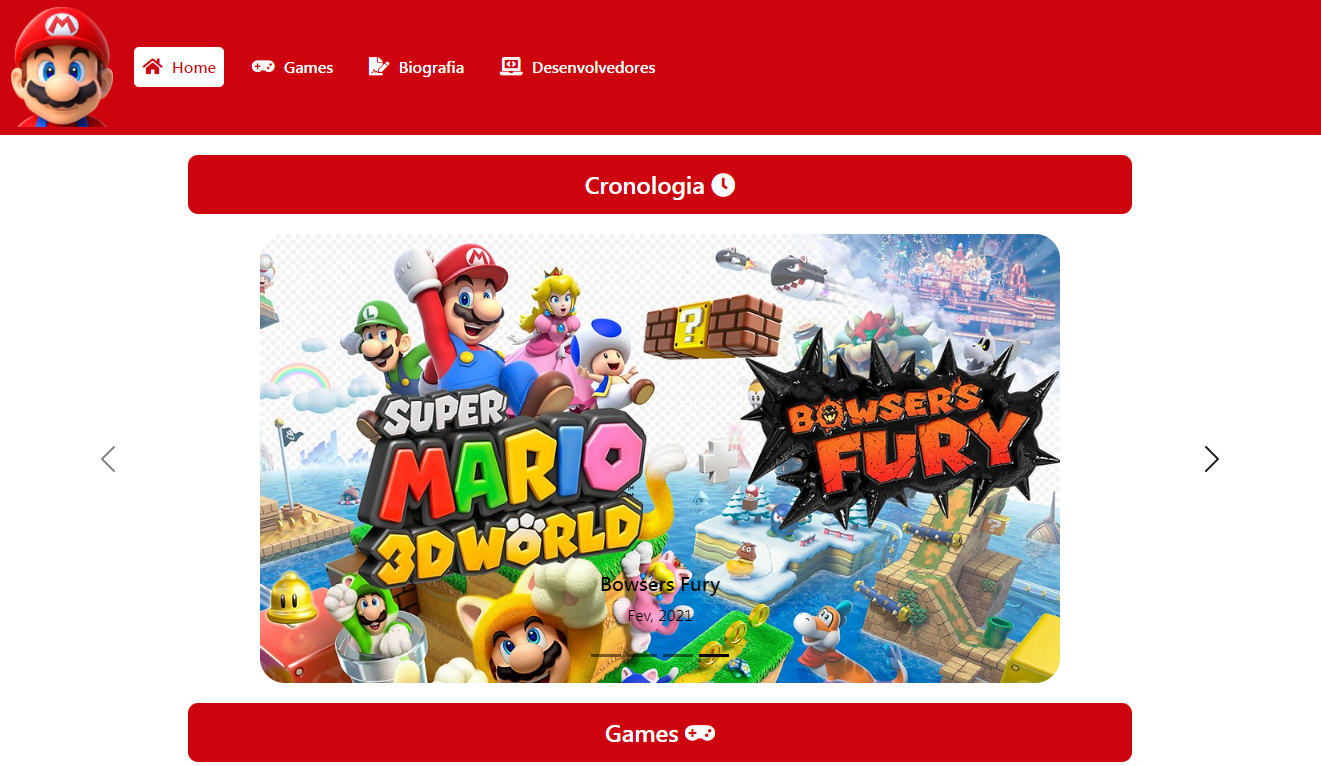 Home Games Biografia Desenvolvedores
Cronologia
SUPER
MARIO
3D WORLD
BOWSER'S
FURY
Bowsers Fury
Fev, 2021
Games